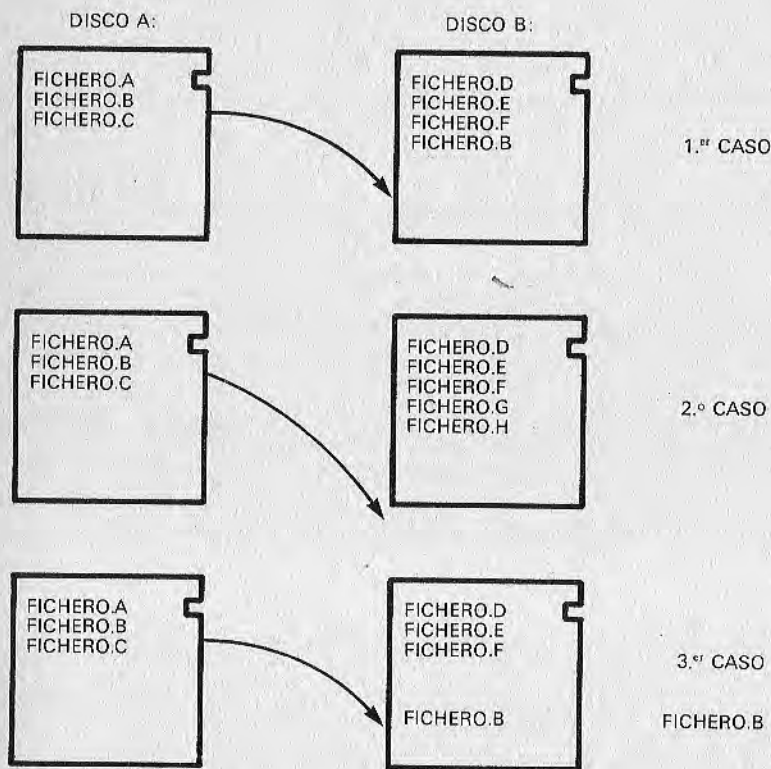 DISCO A:
DISCO B:
FICHERO.A
FICHERO.B
FICHERO.C
FICHERO.D
FICHERO.E
FICHERO.F
FICHERO.B
1.er CASO
FICHERO.A
FICHERO.B
FICHERO.C
FICHERO.D
FICHERO.E
FICHERO.F
FICHERO.G
FICHERO.H
2.º CASO
FICHERO.A
FICHERO.B
FICHERO.C
FICHERO.D
FICHERO.E
FICHERO.F
FICHERO.B
3.er CASO
FICHERO.B